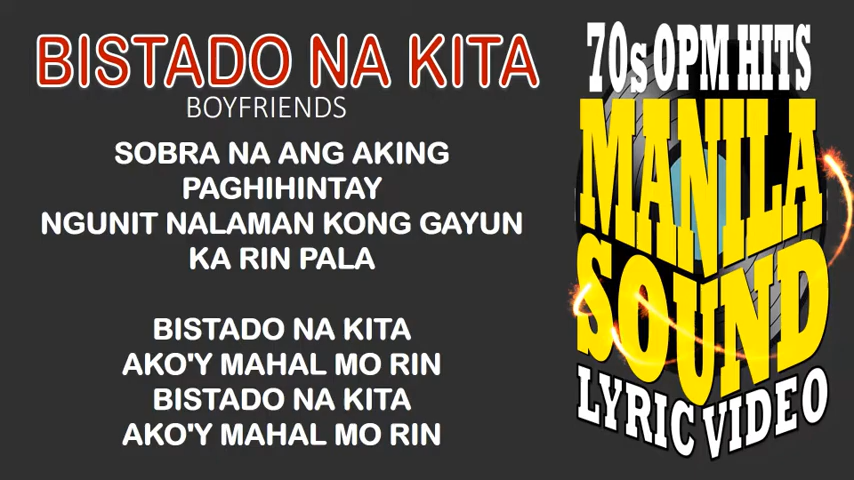 BISTADO NA KITA
BOYFRIENDS
SOBRA NA ANG AKING
PAGHIHINTAY
NGUNIT NALAMAN KONG GAYUN
KA RIN PALA
BISTADO NA KITA
AKO'Y MAHAL MO RIN
BISTADO NA KITA
AKO'Y MAHAL MO RIN
70s OPM HITS
MANILA
SOUND
LYRIC VIDEO